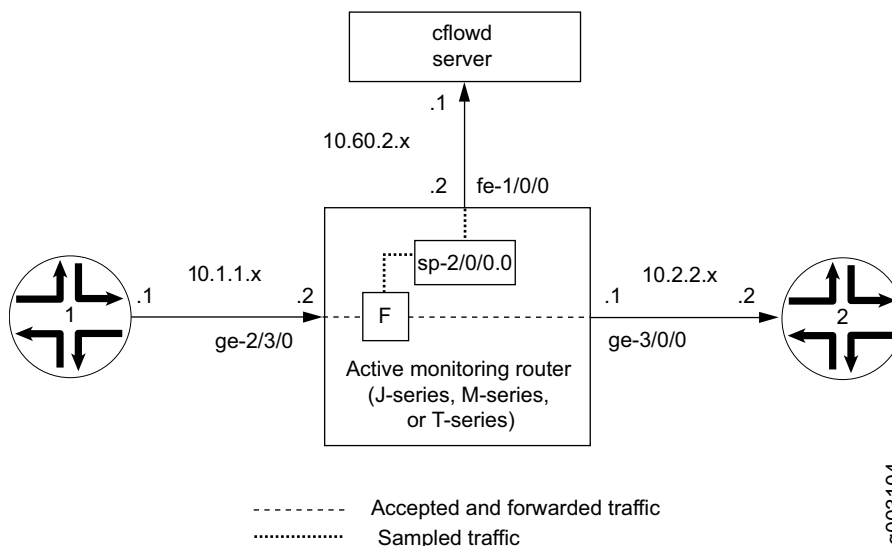 cflowd
server
.1
10.60.2.x
.2 fe-1/0/0
sp-2/0/0.0
10.1.1.x
10.2.2.x
1
.1
.2
F
.1
.2
2
ge-2/3/0
ge-3/0/0
Active monitoring router
(J-series, M-series,
or T-series)
Accepted and forwarded traffic
Sampled traffic